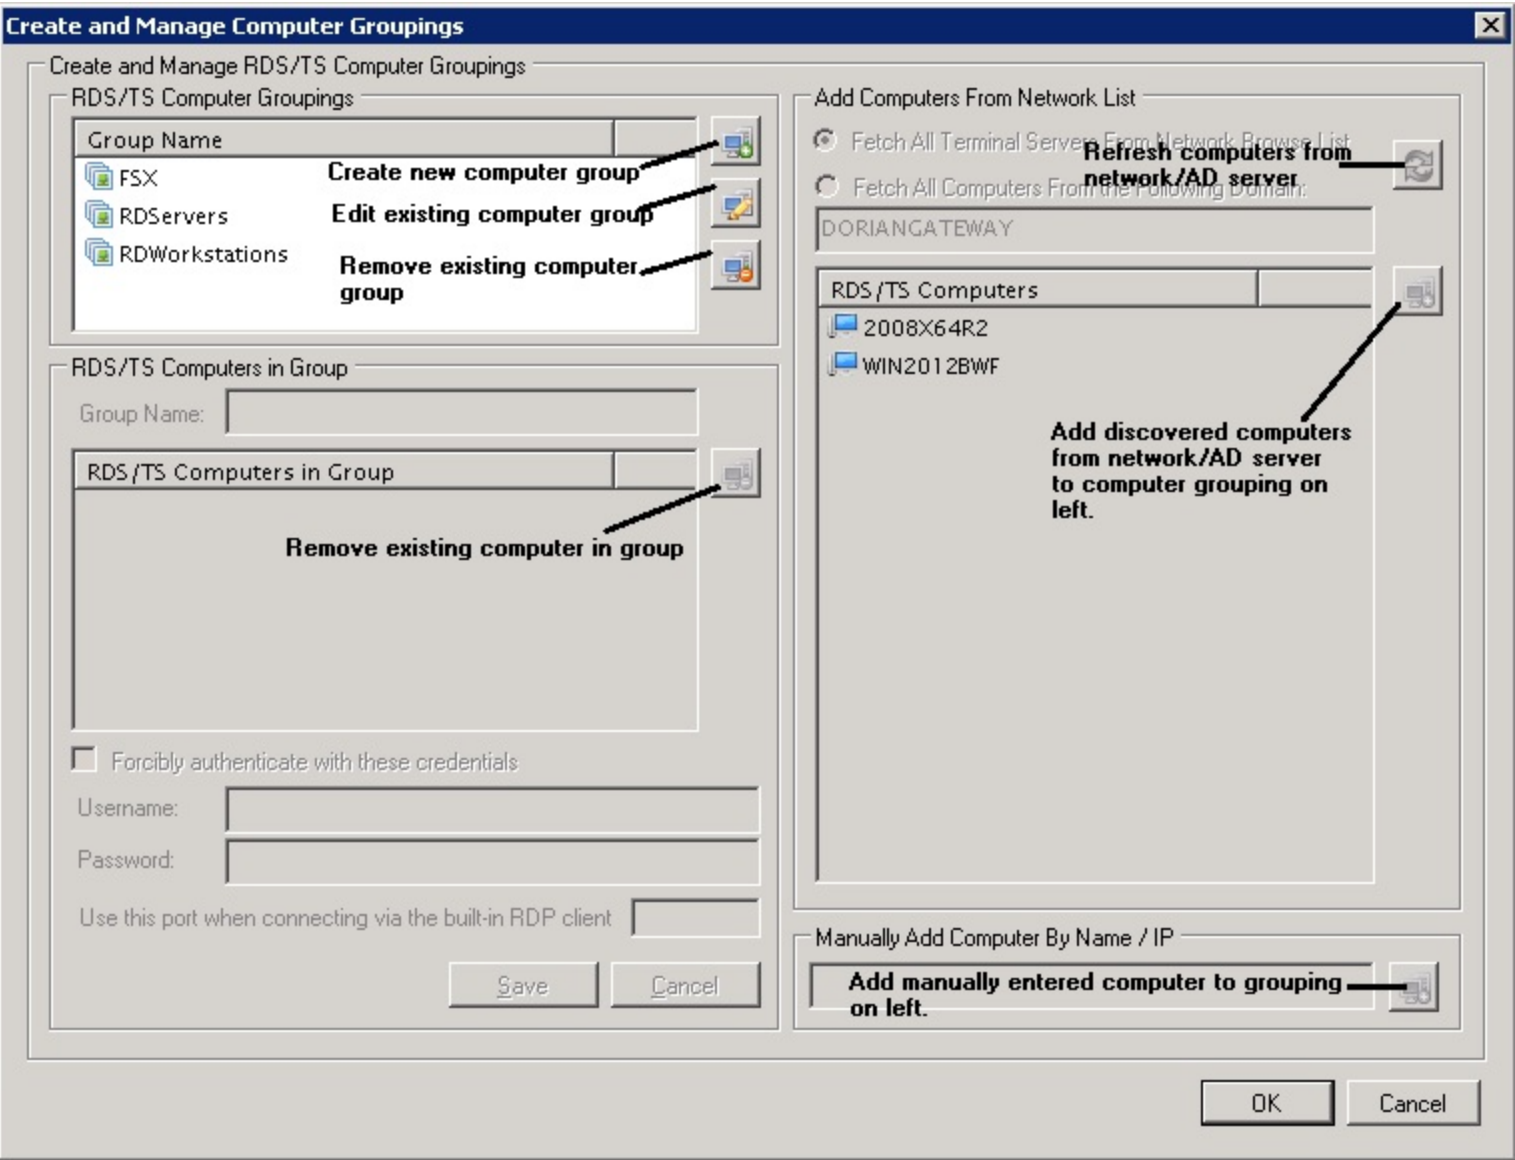 Create and Manage Computer Groupings
Create and Manage RDS/TS Computer Groupings
RDS/TS Computer Groupings
Group Name
FSX
RDServers
RDWorkstations
Create new computer group
Edit existing computer group
Remove existing computer
group
RDS/TS Computers in Group
Group Name:
RDS/TS Computers in Group
Remove existing computer in group
Forcibly authenticate with these credentials
Username:
Password:
Use this port when connecting via the built-in RDP client
Save
Cancel
Add Computers From Network List
Fetch All Terminal Servers From Network Browse List
Refresh computers from
network/AD server
Fetch All Computers From the Following Domain:
DORIANGATEWAY
RDS/TS Computers
2008X64R2
WIN2012BWF
Add discovered computers
from network/AD server
to computer grouping on
left.
Manually Add Computer By Name / IP
Add manually entered computer to grouping
on left.
OK
Cancel